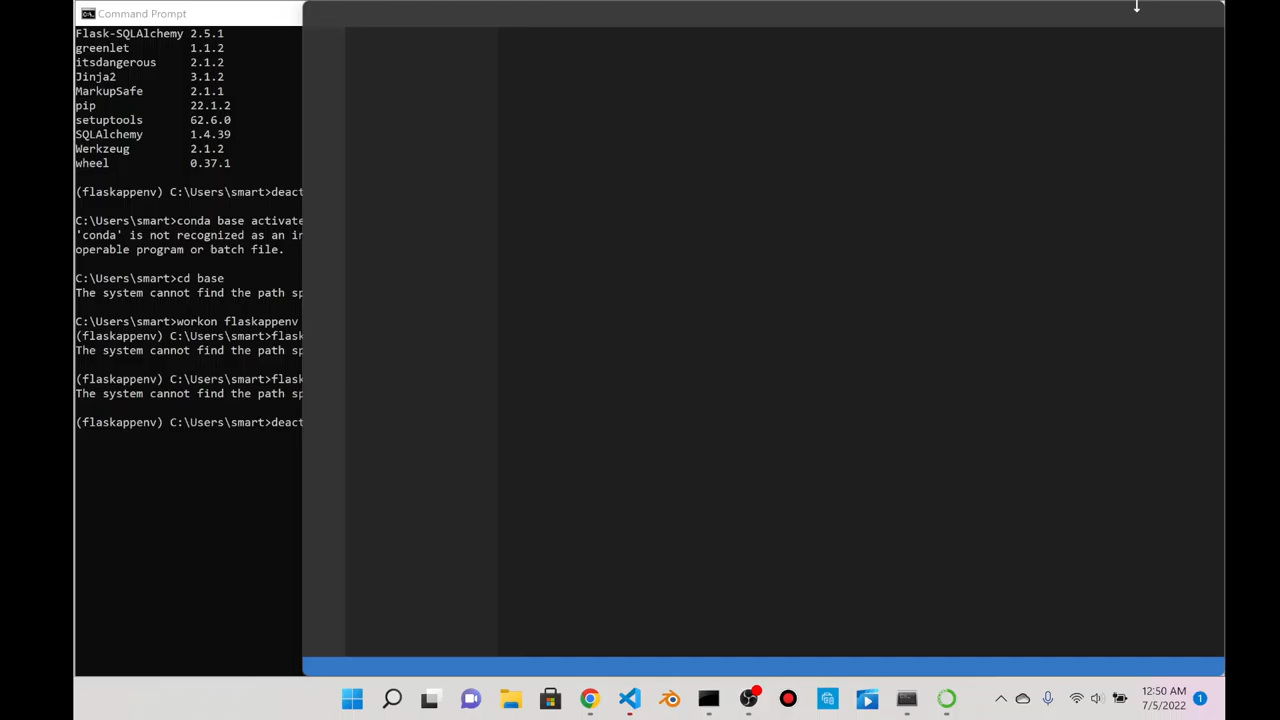 Command Prompt
Flask-SQLAlchemy 2.5.1
greenlet 1.1.2
itsdangerous 2.1.2
Jinja2 3.1.2
MarkupSafe 2.1.1
pip 22.1.2
setuptools 62.6.0
SQLAlchemy 1.4.39
Werkzeug 2.1.2
wheel 0.37.1
(flaskappenv) C:\Users\smart>deact
C:\Users\smart>conda base activate
'conda' is not recognized as an in
operable program or batch file.
C:\Users\smart>cd base
The system cannot find the path sp
C:\Users\smart>workon flaskappenv
(flaskappenv) C:\Users\smart>flask
The system cannot find the path sp
(flaskappenv) C:\Users\smart>flask
The system cannot find the path sp
(flaskappenv) C:\Users\smart>deact
12:50 AM
7/5/2022
1